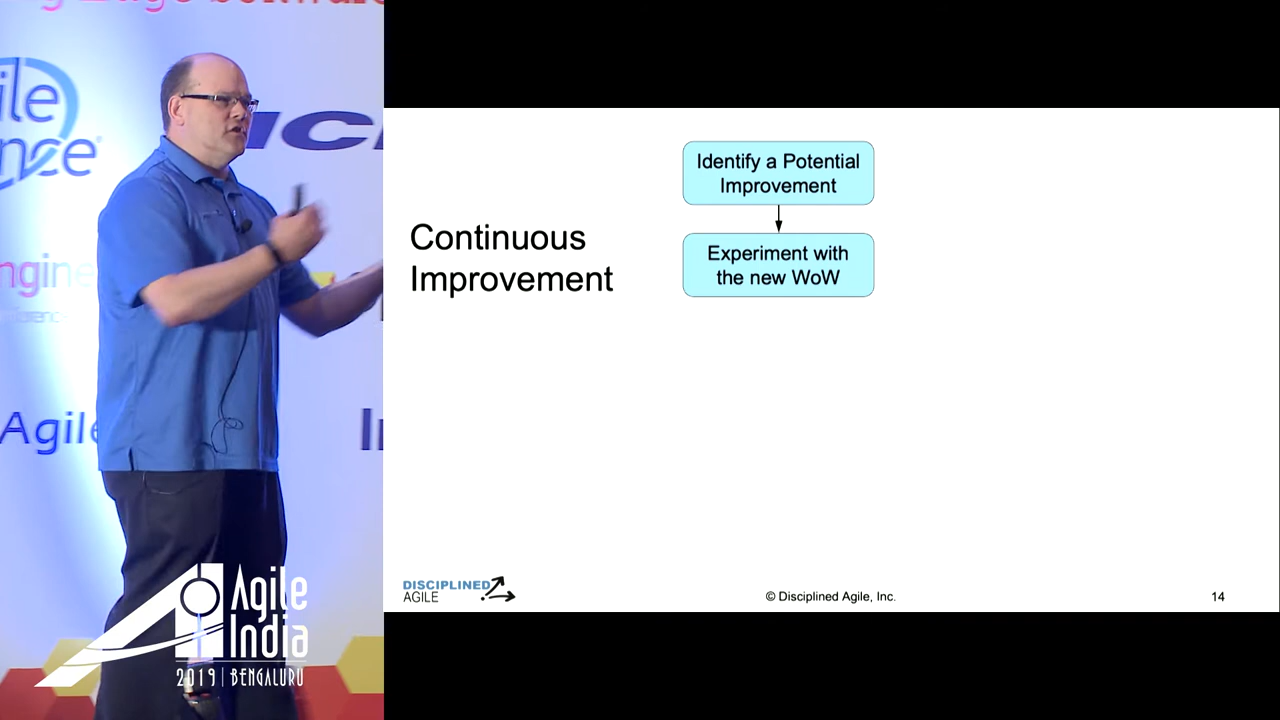 Agile
Continuous
Improvement
Identify a Potential
Improvement
Experiment with
the new WoW
DISCIPLINED
AGILE
© Disciplined Agile, Inc.
14
Agile
India
2019 | BENGALURU